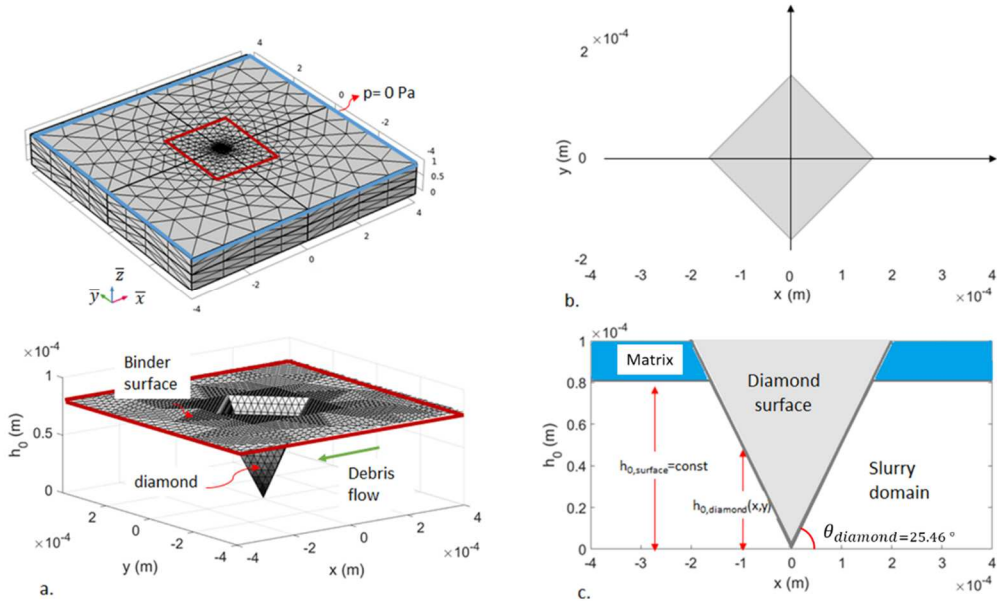 4
2
0
-2
-4
1
0.5
0
p= 0 Pa
4
2
0
-2
-4
z̅
y̅
x̅
×10⁻⁴
1
0.5
0
h₀ (m)
Binder
surface
diamond
Debris
flow
2
0
-2
-4
×10⁻⁴
y (m)
-4
-2
0
2
4
×10⁻⁴
x (m)
a.
×10⁻⁴
2
0
-2
y (m)
-4
-3
-2
-1
0
1
2
3
4
x (m)
×10⁻⁴
b.
×10⁻⁴
1
0.8
0.6
0.4
0.2
0
h₀ (m)
Matrix
Diamond
surface
h₀,surface=const
h₀,diamond(x,y)
Slurry
domain
θdiamond=25.46 °
-4
-3
-2
-1
0
1
2
3
4
x (m)
×10⁻⁴
c.